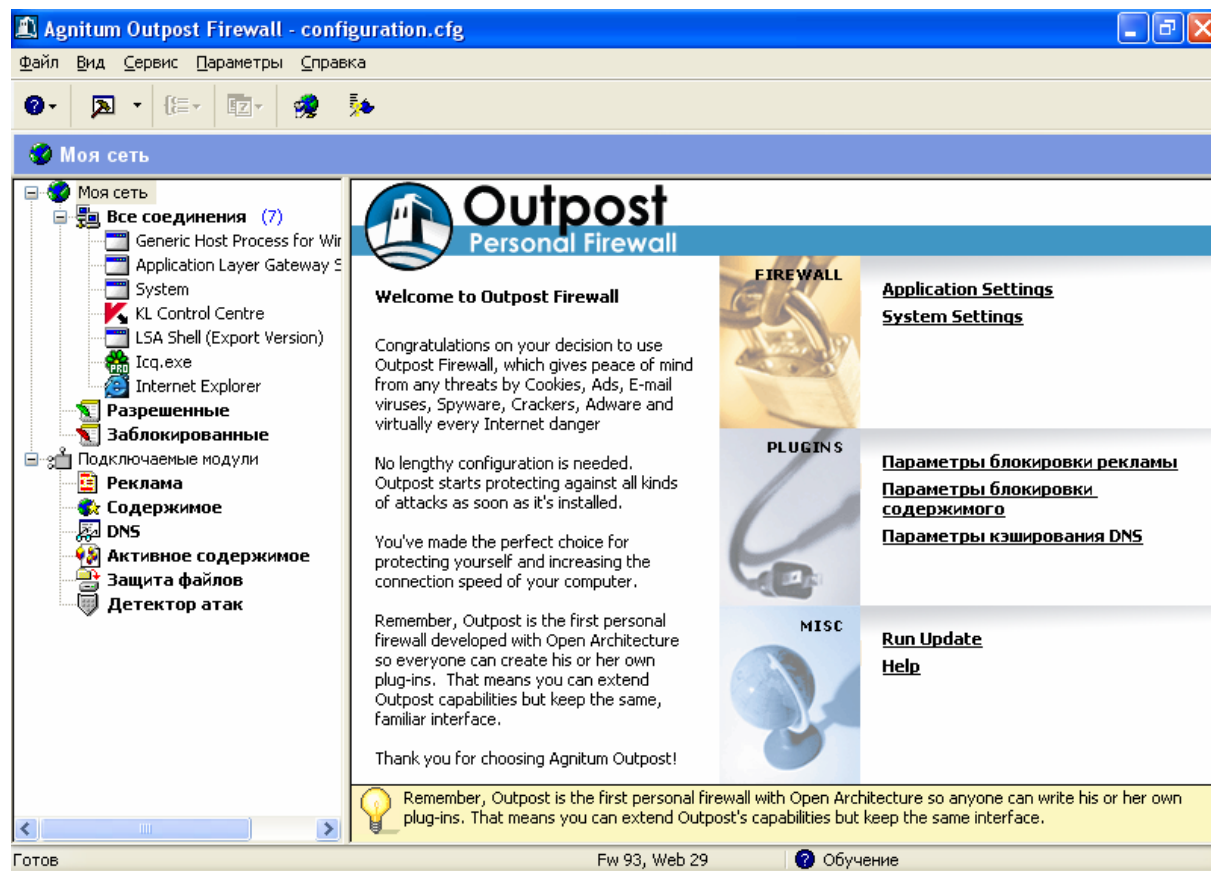 Agnitum Outpost Firewall - configuration.cfg
Файл Вид Сервис Параметры Справка
Моя сеть
Моя сеть
Все соединения (7)
Generic Host Process for Wir
Application Layer Gateway S
System
KL Control Centre
LSA Shell (Export Version)
Icq.exe
Internet Explorer
Разрешенные
Заблокированные
Подключаемые модули
Реклама
Содержимое
DNS
Активное содержимое
Защита файлов
Детектор атак
Outpost
Personal Firewall
Welcome to Outpost Firewall
Congratulations on your decision to use
Outpost Firewall, which gives peace of mind
from any threats by Cookies, Ads, E-mail
viruses, Spyware, Crackers, Adware and
virtually every Internet danger
No lengthy configuration is needed.
Outpost starts protecting against all kinds
of attacks as soon as it's installed.
You've made the perfect choice for
protecting yourself and increasing the
connection speed of your computer.
Remember, Outpost is the first personal
firewall developed with Open Architecture
so everyone can create his or her own
plug-ins. That means you can extend
Outpost capabilities but keep the same,
familiar interface.
Thank you for choosing Agnitum Outpost!
FIREWALL
Application Settings
System Settings
PLUGINS
Параметры блокировки рекламы
Параметры блокировки
содержимого
Параметры кэширования DNS
MISC
Run Update
Help
Remember, Outpost is the first personal firewall with Open Architecture so anyone can write his or her own
plug-ins. That means you can extend Outpost's capabilities but keep the same interface.
Готов Fw 93, Web 29 Обучение